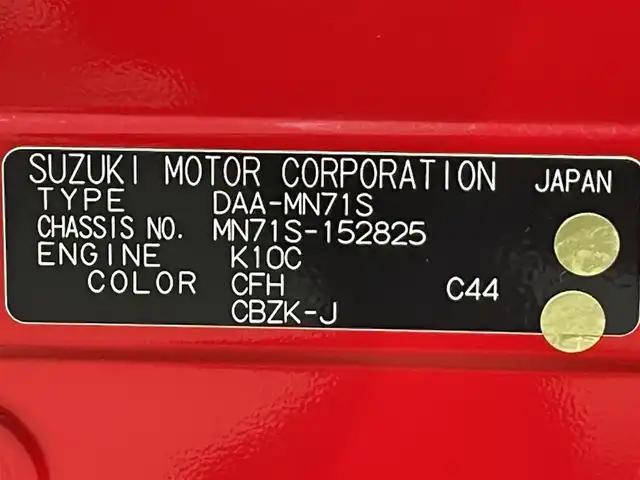 SUZUKI MOTOR CORPORATION JAPAN
TYPE DAA-MN71S
CHASSIS NO. MN71S-152825
ENGINE K10C
COLOR CFH C44
CBZK-J